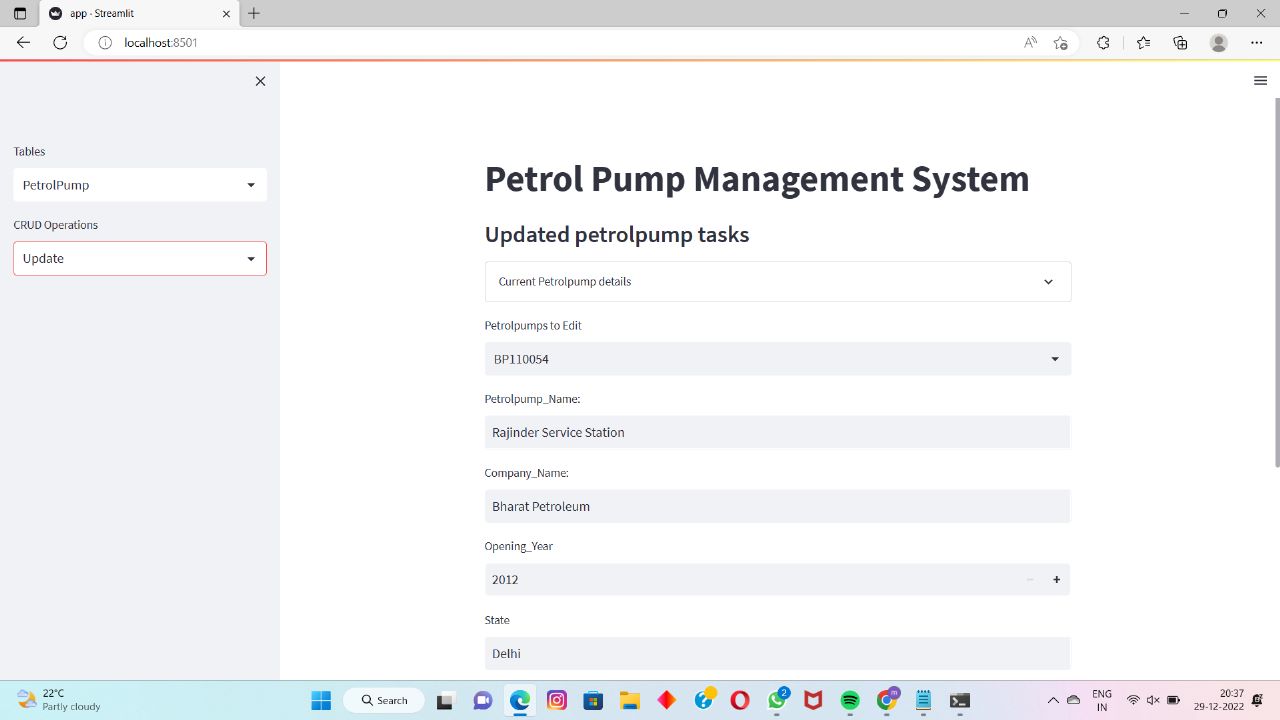 app - Streamlit
localhost:8501
Tables
PetrolPump
CRUD Operations
Update
Petrol Pump Management System
Updated petrolpump tasks
Current Petrolpump details
Petrolpumps to Edit
BP110054
Petrolpump_Name:
Rajinder Service Station
Company_Name:
Bharat Petroleum
Opening_Year
2012
State
Delhi
22°C
Partly cloudy
Search
2
m
ENG
IN
20:37
29-12-2022